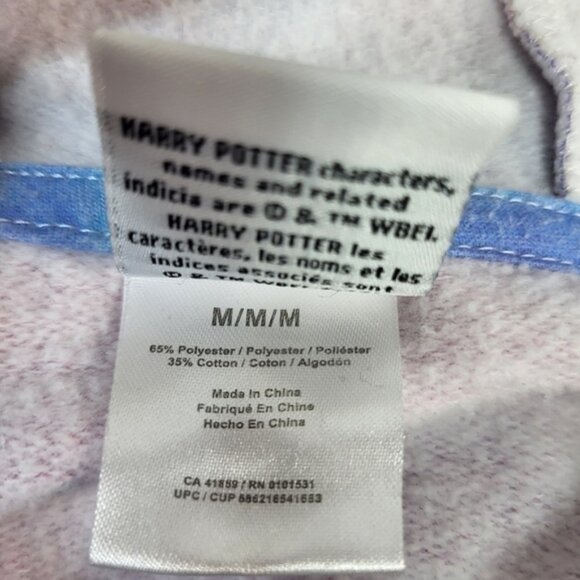 HARRY POTTER characters,
names and related
indicia are © & ™ WBEI.
HARRY POTTER les
caractères, les noms et les
indices associés sont
© & ™ WBEI
M/M/M
65% Polyester / Polyester / Poliéster
35% Cotton / Coton / Algodón
Made In China
Fabriqué En Chine
Hecho En China
CA 41859 / RN 0101531
UPC / CUP